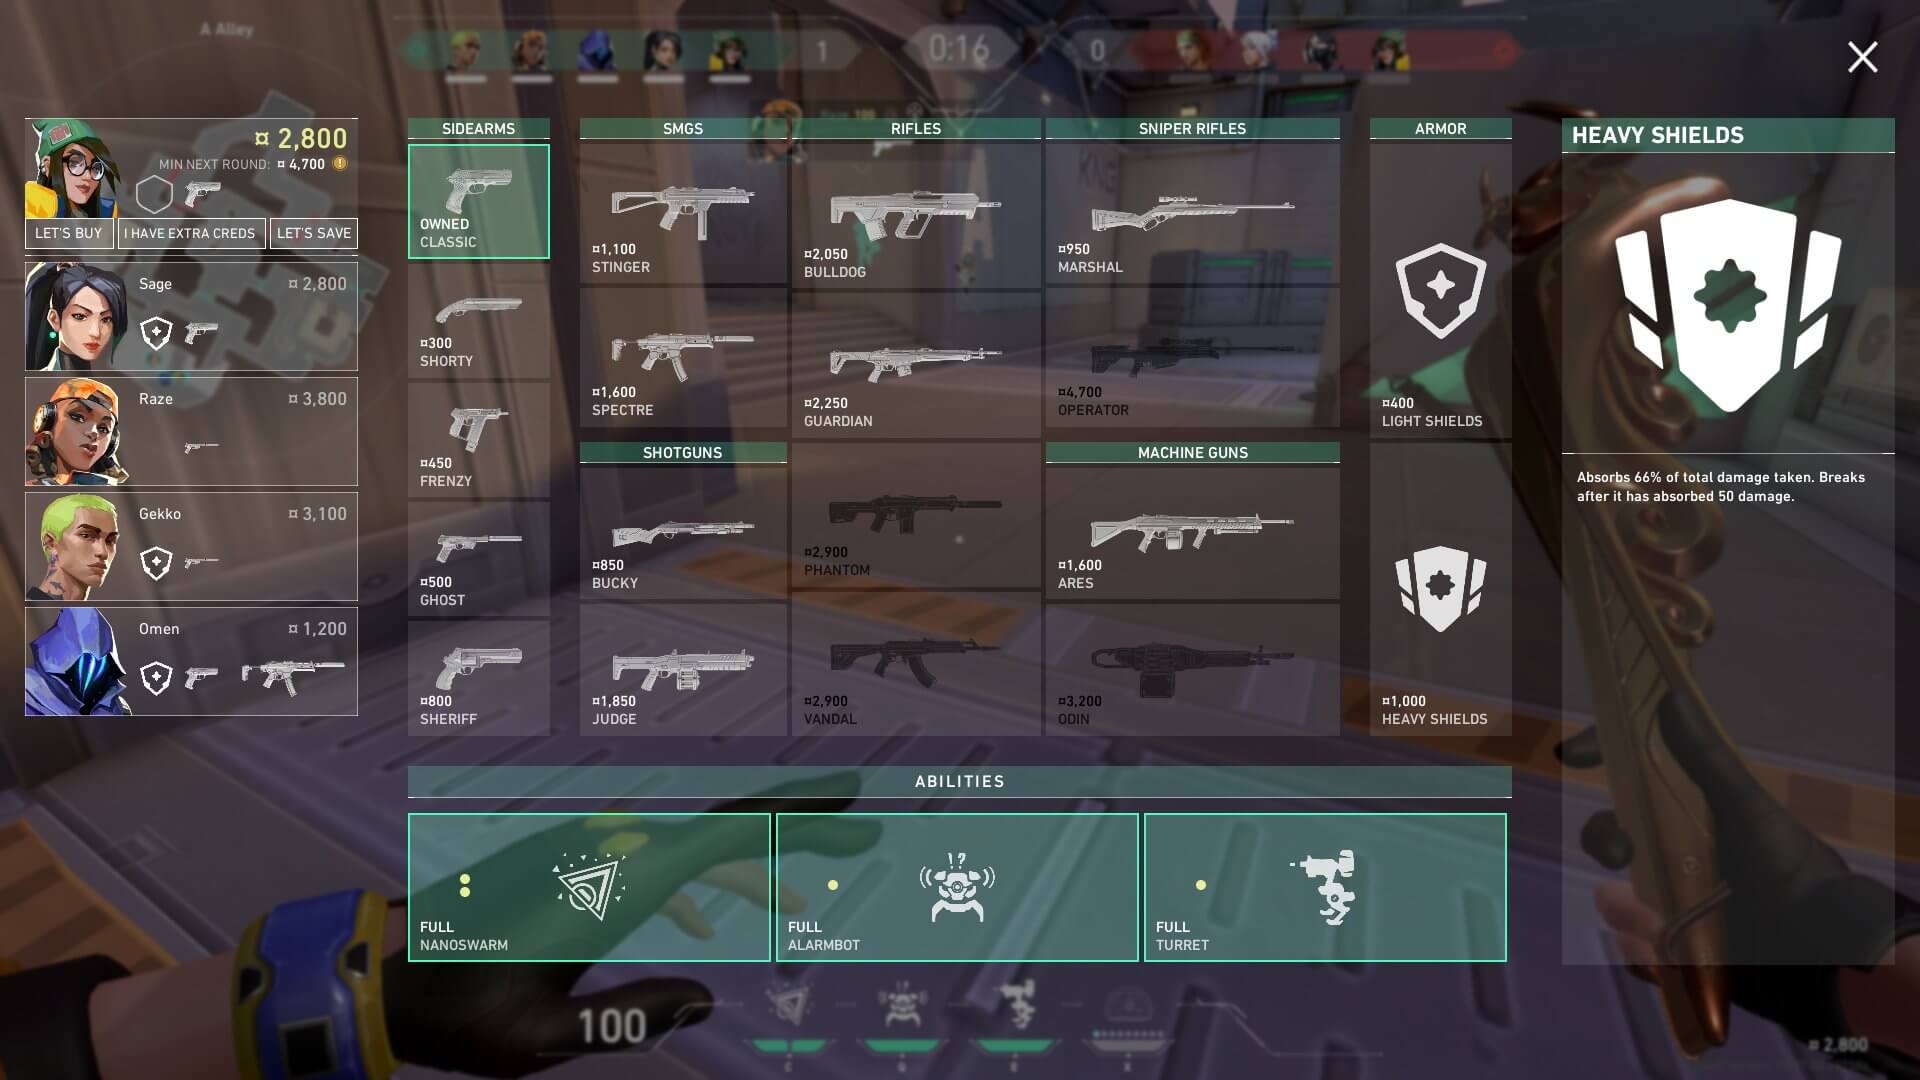 A Alley
1
0:16
0
¤ 2,800
MIN NEXT ROUND: ¤ 4,700
LET'S BUY
I HAVE EXTRA CREDS
LET'S SAVE
Sage
¤ 2,800
Raze
¤ 3,800
Gekko
¤ 3,100
Omen
¤ 1,200
SIDEARMS
OWNED
CLASSIC
¤300
SHORTY
¤450
FRENZY
¤500
GHOST
¤800
SHERIFF
SMGS
¤1,100
STINGER
¤1,600
SPECTRE
SHOTGUNS
¤850
BUCKY
¤1,850
JUDGE
RIFLES
¤2,050
BULLDOG
¤2,250
GUARDIAN
¤2,900
PHANTOM
¤2,900
VANDAL
SNIPER RIFLES
¤950
MARSHAL
¤4,700
OPERATOR
MACHINE GUNS
¤1,600
ARES
¤3,200
ODIN
ARMOR
¤400
LIGHT SHIELDS
¤1,000
HEAVY SHIELDS
HEAVY SHIELDS
Absorbs 66% of total damage taken. Breaks
after it has absorbed 50 damage.
ABILITIES
FULL
NANOSWARM
FULL
ALARMBOT
FULL
TURRET
100
C
Q
E
X
¤ 2,800